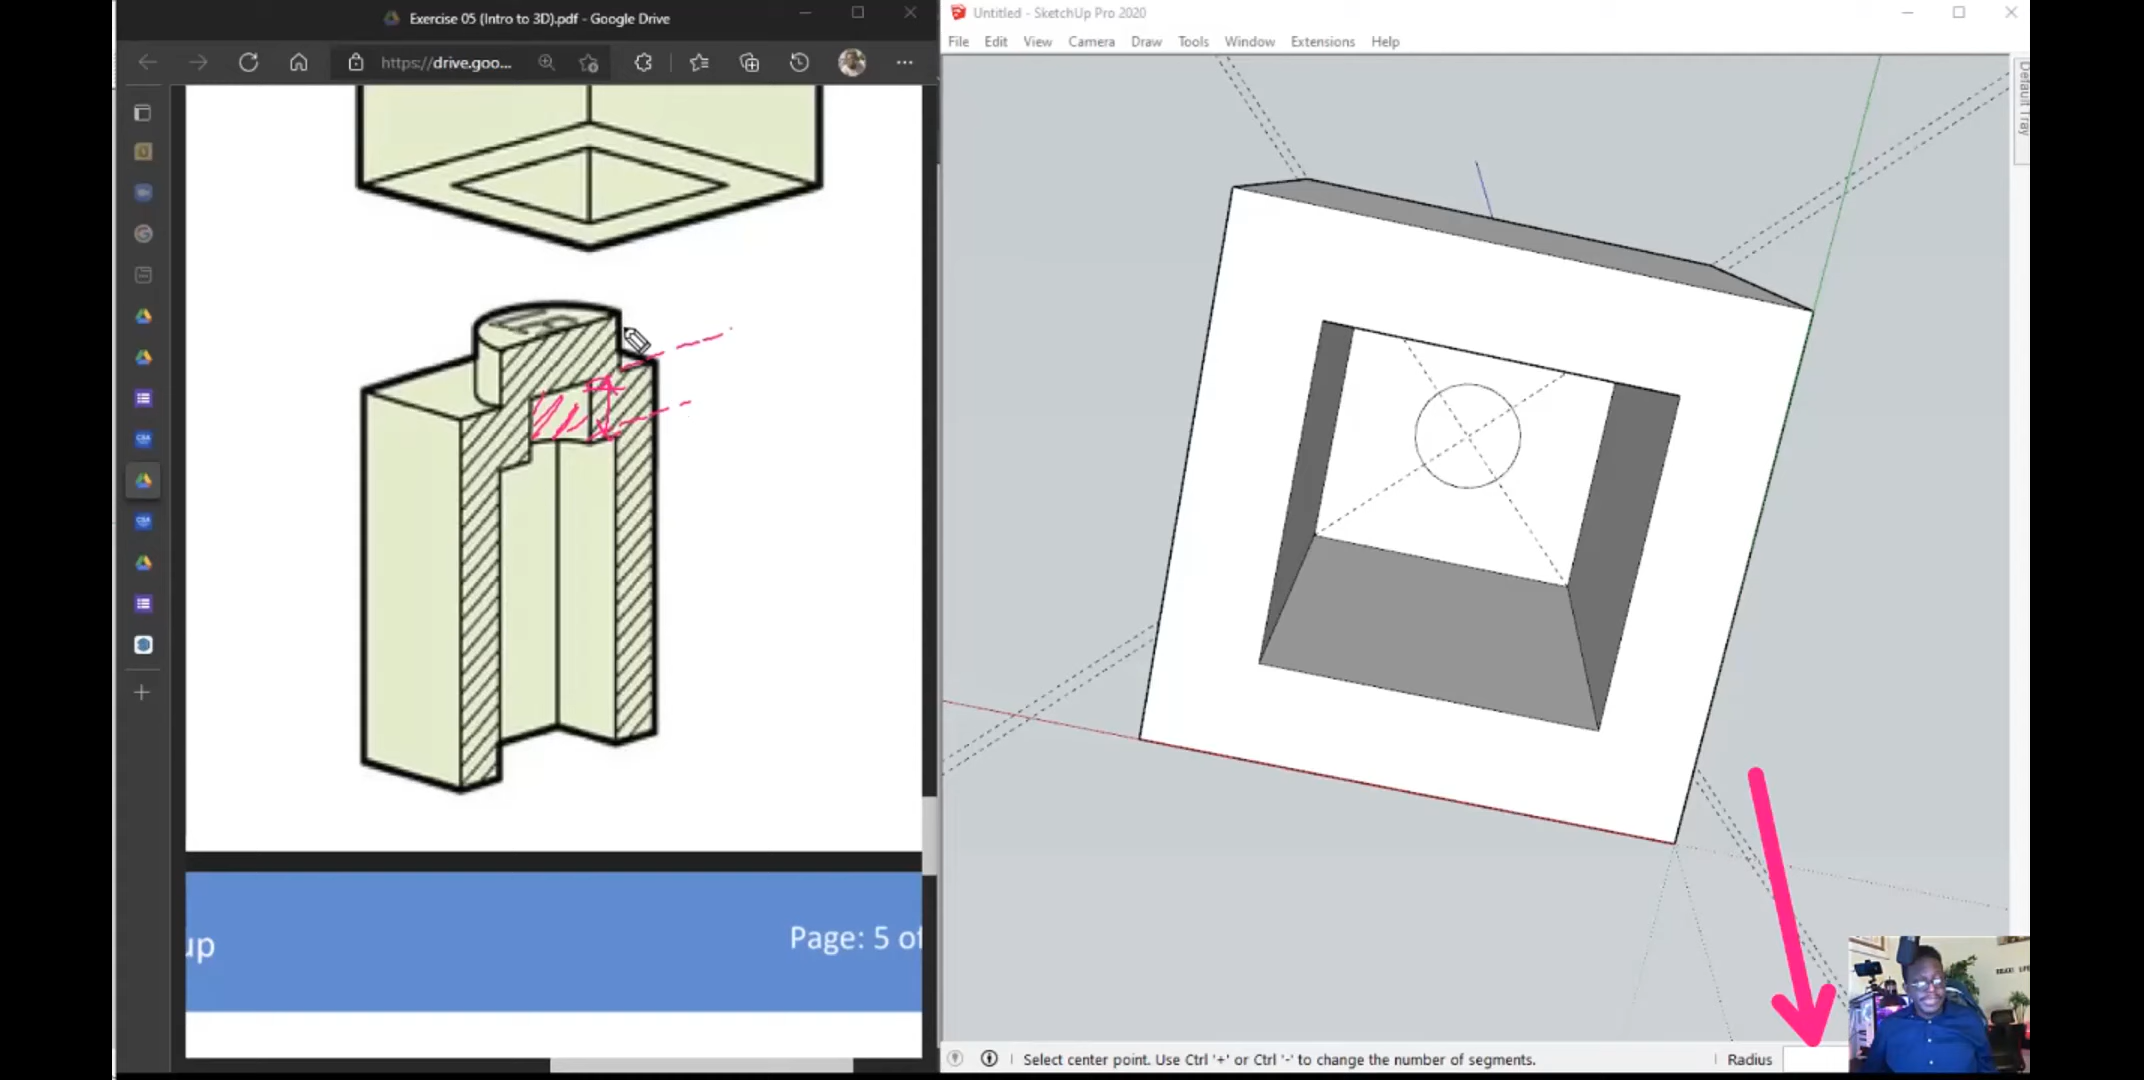 Exercise 05 (Intro to 3D).pdf - Google Drive
https://drive.goo...
up
Page: 5 of
Untitled - SketchUp Pro 2020
File Edit View Camera Draw Tools Window Extensions Help
Default Tray
Select center point. Use Ctrl '+' or Ctrl '-' to change the number of segments.
Radius